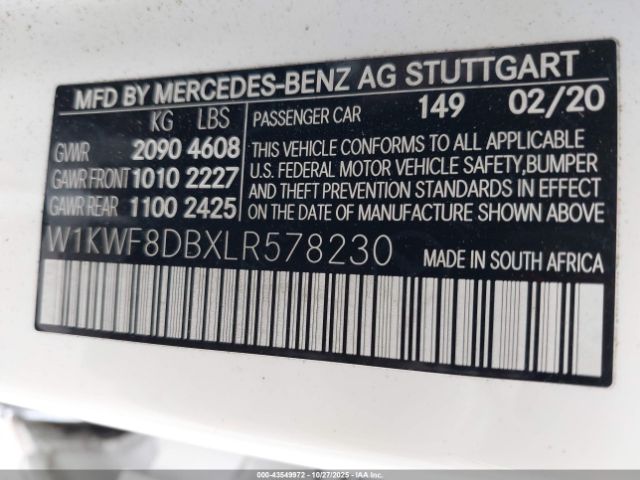 MFD BY MERCEDES-BENZ AG STUTTGART
KG LBS
GVWR 2090 4608
GAWR FRONT 1010 2227
GAWR REAR 1100 2425
PASSENGER CAR 149 02/20
THIS VEHICLE CONFORMS TO ALL APPLICABLE
U.S. FEDERAL MOTOR VEHICLE SAFETY,BUMPER
AND THEFT PREVENTION STANDARDS IN EFFECT
ON THE DATE OF MANUFACTURE SHOWN ABOVE.
W1KWF8DBXLR578230
MADE IN SOUTH AFRICA
000-43549972 | 10/27/2025 | Copart, Inc.